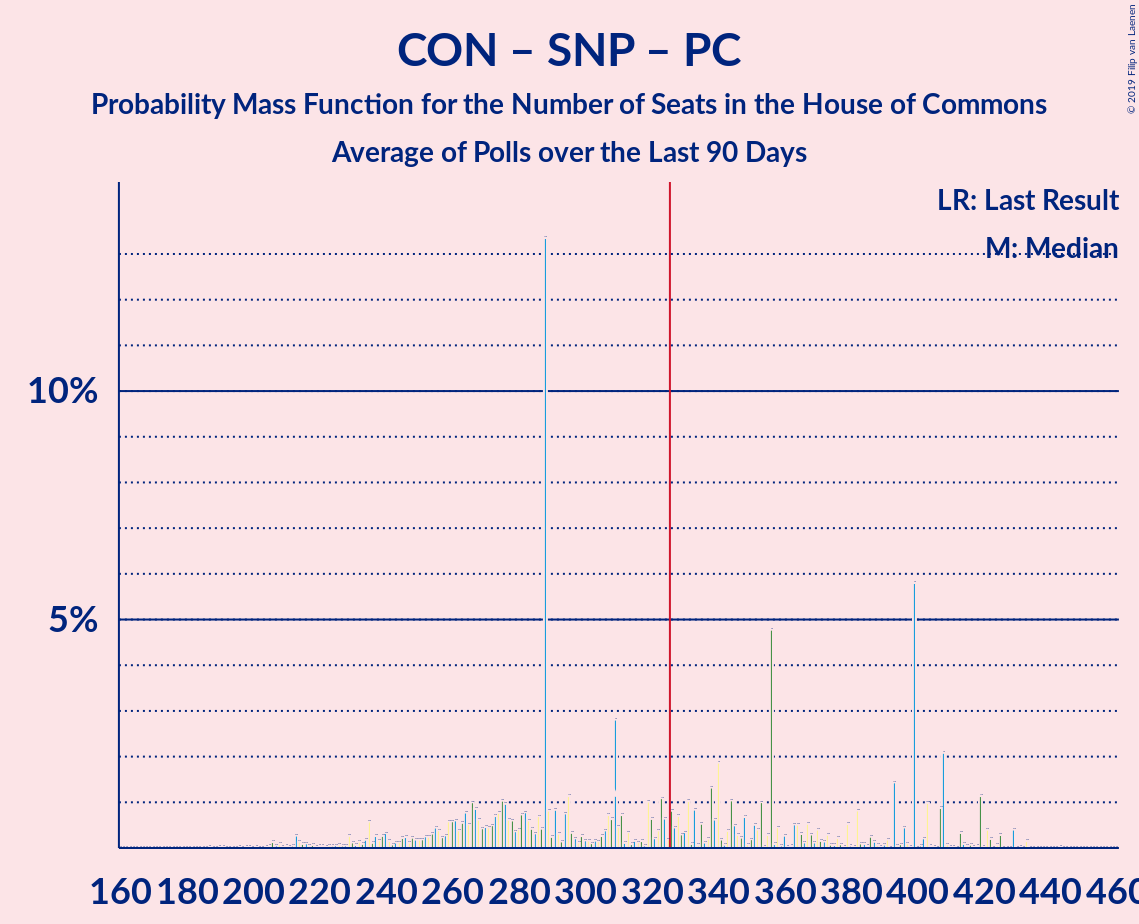 CON – SNP – PC
Probability Mass Function for the Number of Seats in the House of Commons
Average of Polls over the Last 90 Days
© 2019 Filip van Laenen
LR: Last Result
M: Median
10%
5%
160 180 200 220 240 260 280 300 320 340 360 380 400 420 440 460